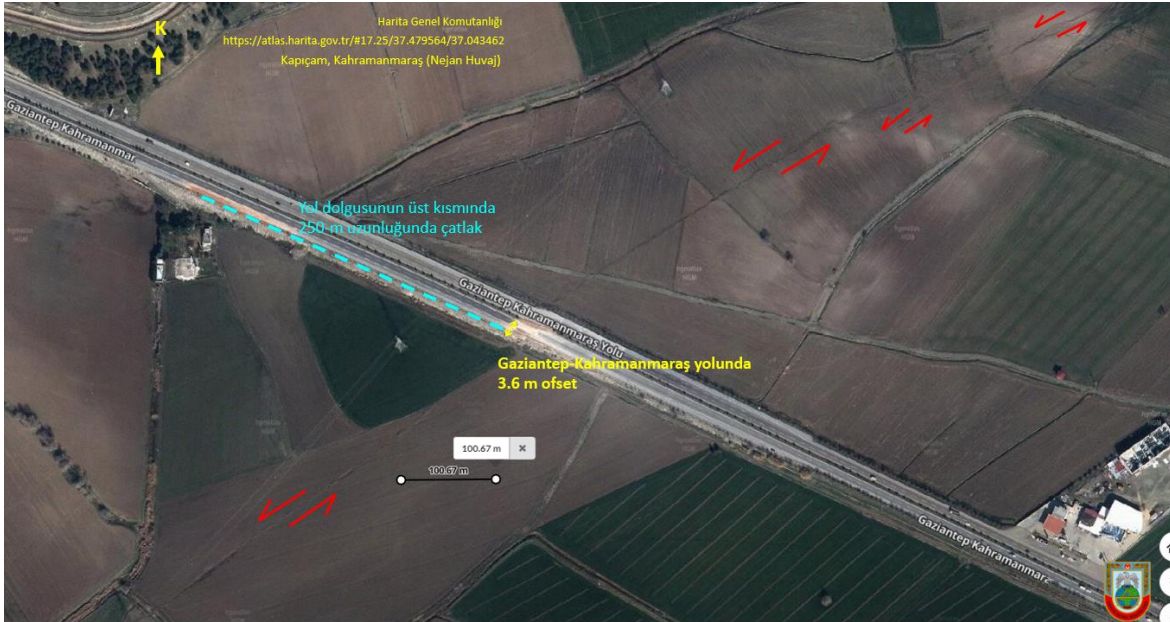 K
Harita Genel Komutanlığı
https://atlas.harita.gov.tr/#17.25/37.479564/37.043462
Kapıçam, Kahramanmaraş (Nejan Huvaj)
Gaziantep Kahramanmar
Yol dolgusunun üst kısmında
250 m uzunluğunda çatlak
Gaziantep Kahramanmaraş Yolu
Gaziantep-Kahramanmaraş yolunda
3.6 m ofset
100.67 m
100.67 m
Gaziantep Kahramanmar